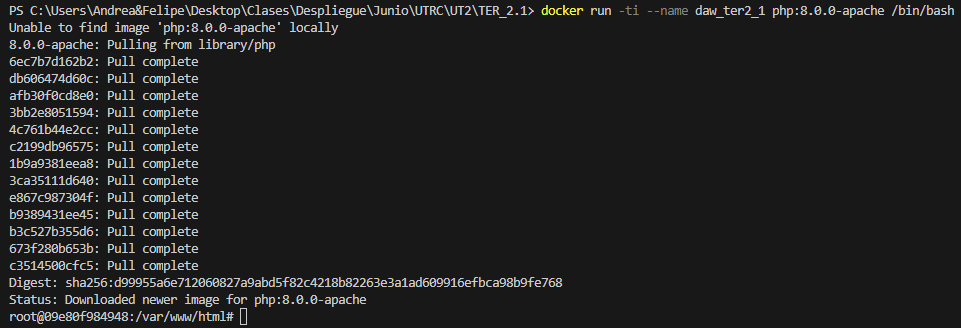 PS C:\Users\Andrea&Felipe\Desktop\Clases\Despliegue\Junio\UTRC\UT2\TER_2.1> docker run -ti --name daw_ter2_1 php:8.0.0-apache /bin/bash
Unable to find image 'php:8.0.0-apache' locally
8.0.0-apache: Pulling from library/php
6ec7b7d162b2: Pull complete
db606474d60c: Pull complete
afb30f0cd8e0: Pull complete
3bb2e8051594: Pull complete
4c761b44e2cc: Pull complete
c2199db96575: Pull complete
1b9a9381eea8: Pull complete
3ca35111d640: Pull complete
e867c987304f: Pull complete
b9389431ee45: Pull complete
b3c527b355d6: Pull complete
673f280b653b: Pull complete
c3514500cfc5: Pull complete
Digest: sha256:d99955a6e712060827a9abd5f82c4218b82263e3a1ad609916efbca98b9fe768
Status: Downloaded newer image for php:8.0.0-apache
root@09e80f984948:/var/www/html#